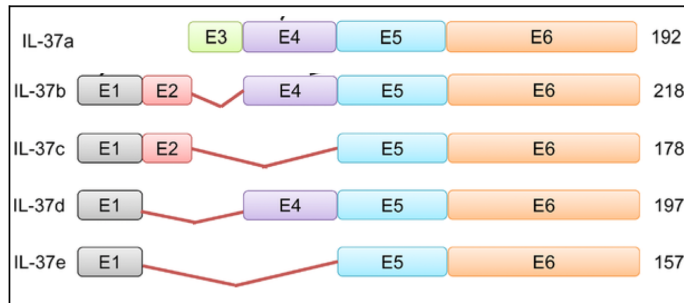 IL-37a E3 E4 E5 E6 192
IL-37b E1 E2 E4 E5 E6 218
IL-37c E1 E2 E5 E6 178
IL-37d E1 E4 E5 E6 197
IL-37e E1 E5 E6 157